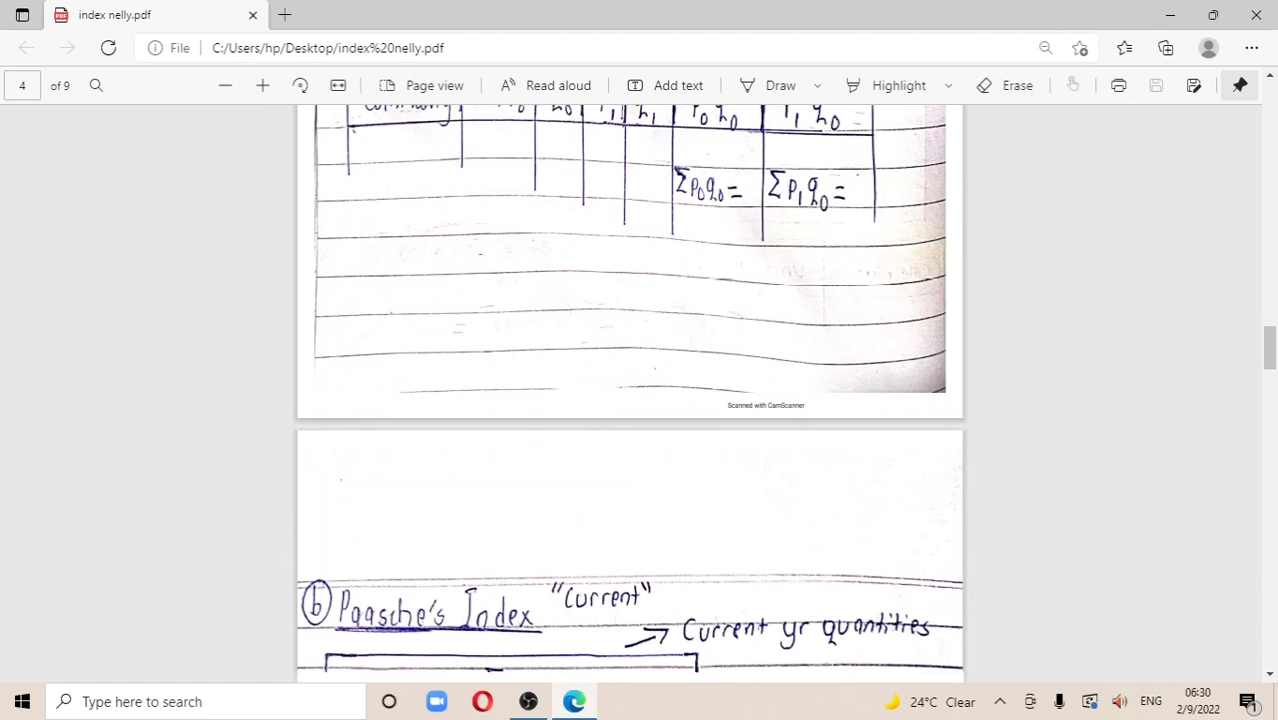 index nelly.pdf
File C:/Users/hp/Desktop/index%20nelly.pdf
4 of 9 Page view Read aloud Add text Draw Highlight Erase
P₀q₀ P₁q₀
Σp₀q₀= Σp₁q₀=
Scanned with CamScanner
(b) Paasche's Index "Current"
→ Current yr quantities
Type here to search
24°C Clear ENG 06:30
2/9/2022